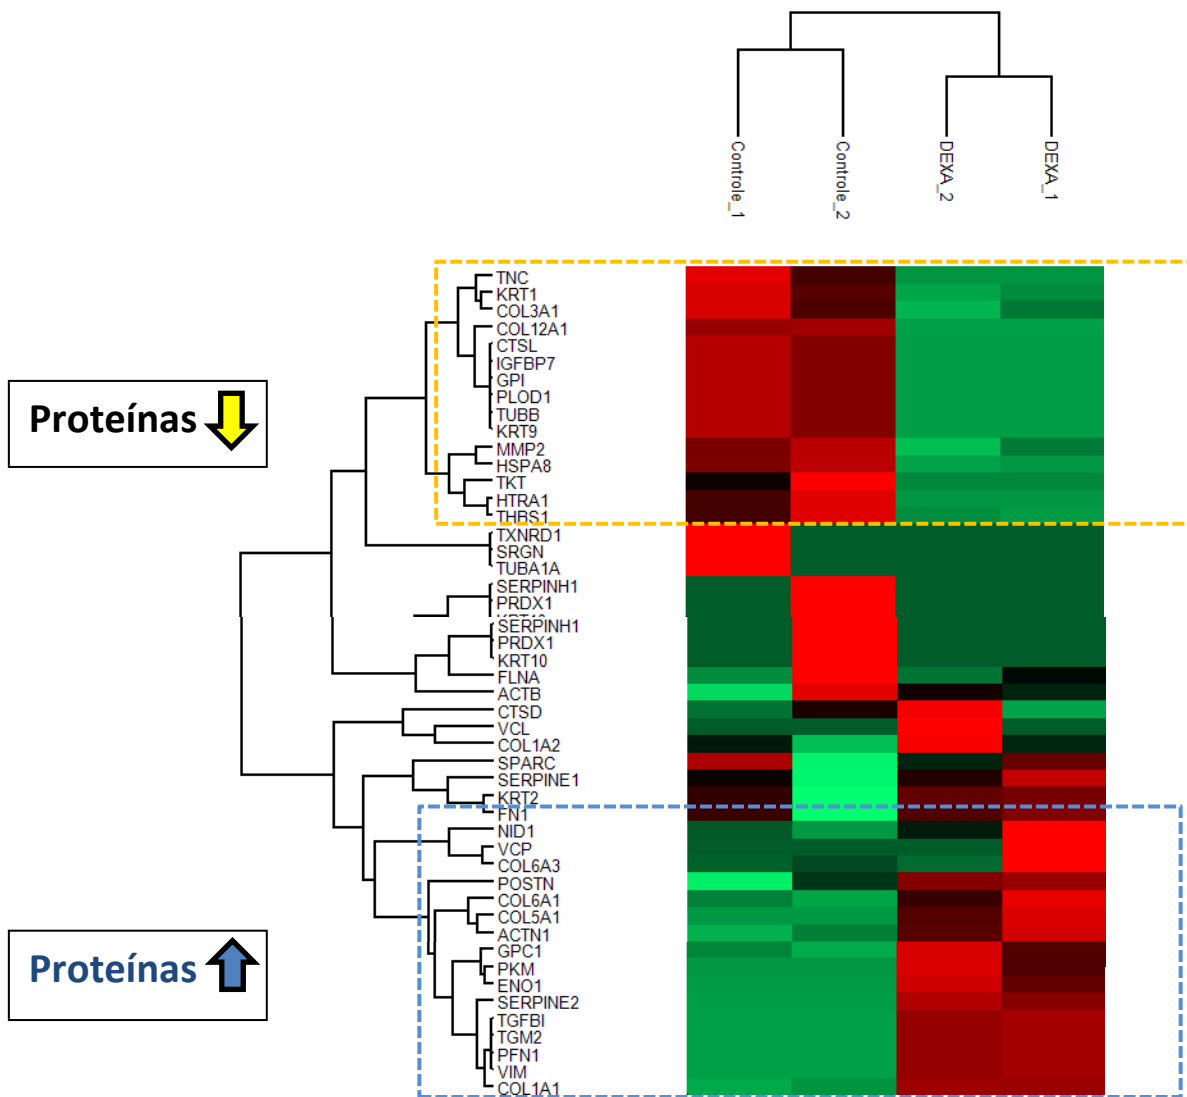 Controle_1
Controle_2
DEXA_2
DEXA_1
TNC
KRT1
COL3A1
COL12A1
CTSL
IGFBP7
GPI
PLOD1
TUBB
KRT9
MMP2
HSPA8
TKT
HTRA1
THBS1
TXNRD1
SRGN
TUBA1A
SERPINH1
PRDX1
SERPINH1
PRDX1
KRT10
FLNA
ACTB
CTSD
VCL
COL1A2
SPARC
SERPINE1
KRT2
FN1
NID1
VCP
COL6A3
POSTN
COL6A1
COL5A1
ACTN1
GPC1
PKM
ENO1
SERPINE2
TGFBI
TGM2
PFN1
VIM
COL1A1
Proteínas
Proteínas